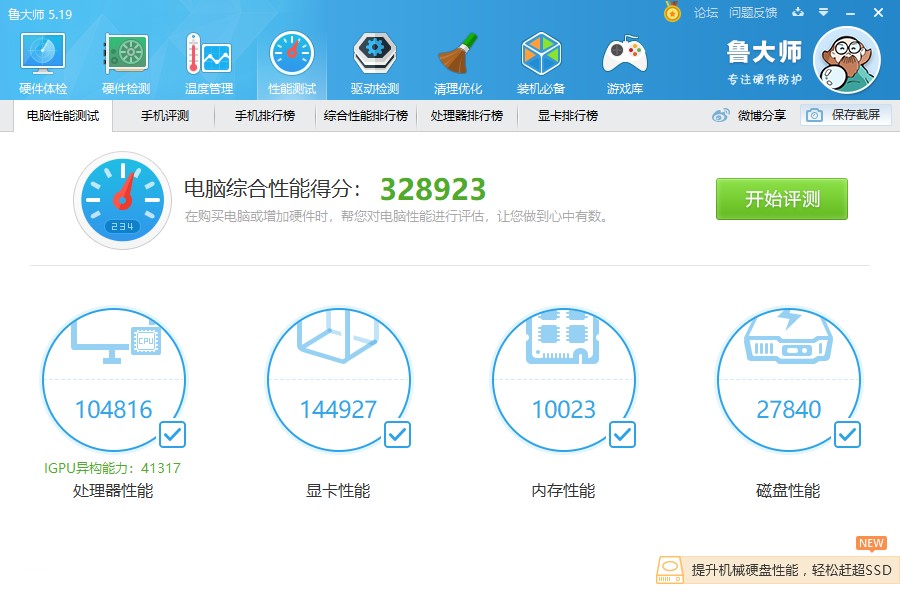 鲁大师 5.19
论坛 问题反馈
硬件体检 硬件检测 温度管理 性能测试 驱动检测 清理优化 装机必备 游戏库
鲁大师
专注硬件防护
电脑性能测试 手机评测 手机排行榜 综合性能排行榜 处理器排行榜 显卡排行榜 微博分享 保存截屏
电脑综合性能得分： 328923
在购买电脑或增加硬件时，帮您对电脑性能进行评估，让您做到心中有数。
开始评测
234
CPU
104816 144927 10023 27840
IGPU异构能力：41317
处理器性能 显卡性能 内存性能 磁盘性能
NEW
提升机械硬盘性能，轻松赶超SSD